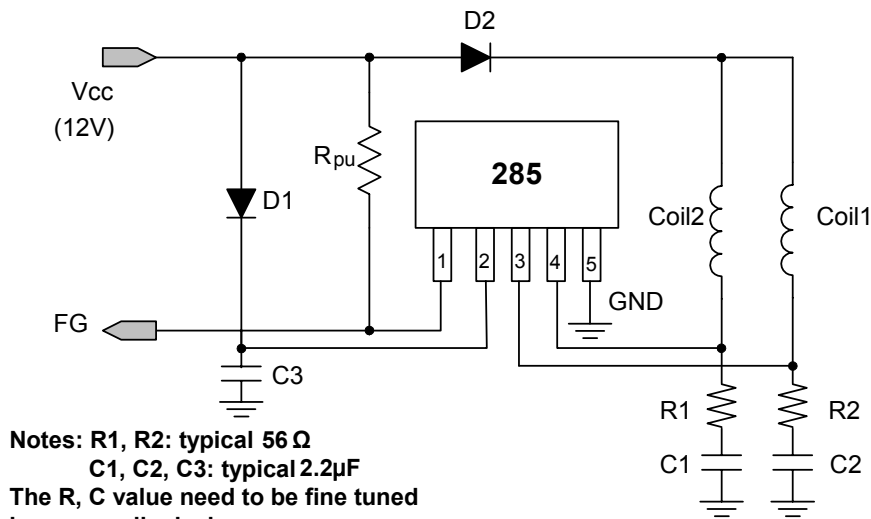 D2
Vcc
(12V)
Rpu
285
D1
Coil2
Coil1
1 2 3 4 5
GND
FG
C3
R1
R2
C1
C2
Notes: R1, R2: typical 56 Ω
C1, C2, C3: typical 2.2µF
The R, C value need to be fine tuned